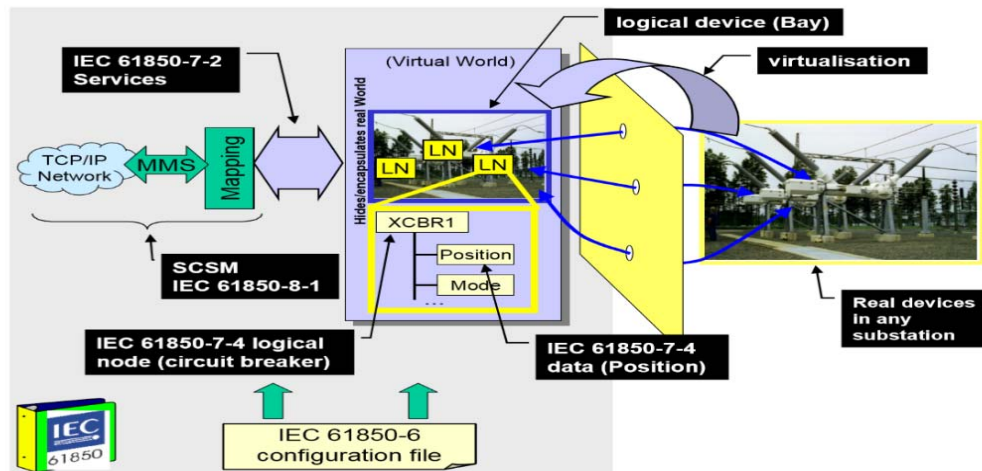 logical device (Bay)
IEC 61850-7-2
Services
(Virtual World)
virtualisation
Hides/encapsulates real World
TCP/IP
Network
MMS
Mapping
LN
LN
LN
XCBR1
Position
Mode
...
SCSM
IEC 61850-8-1
Real devices
in any
substation
IEC 61850-7-4 logical
node (circuit breaker)
IEC 61850-7-4
data (Position)
IEC 61850-6
configuration file
IEC
61850